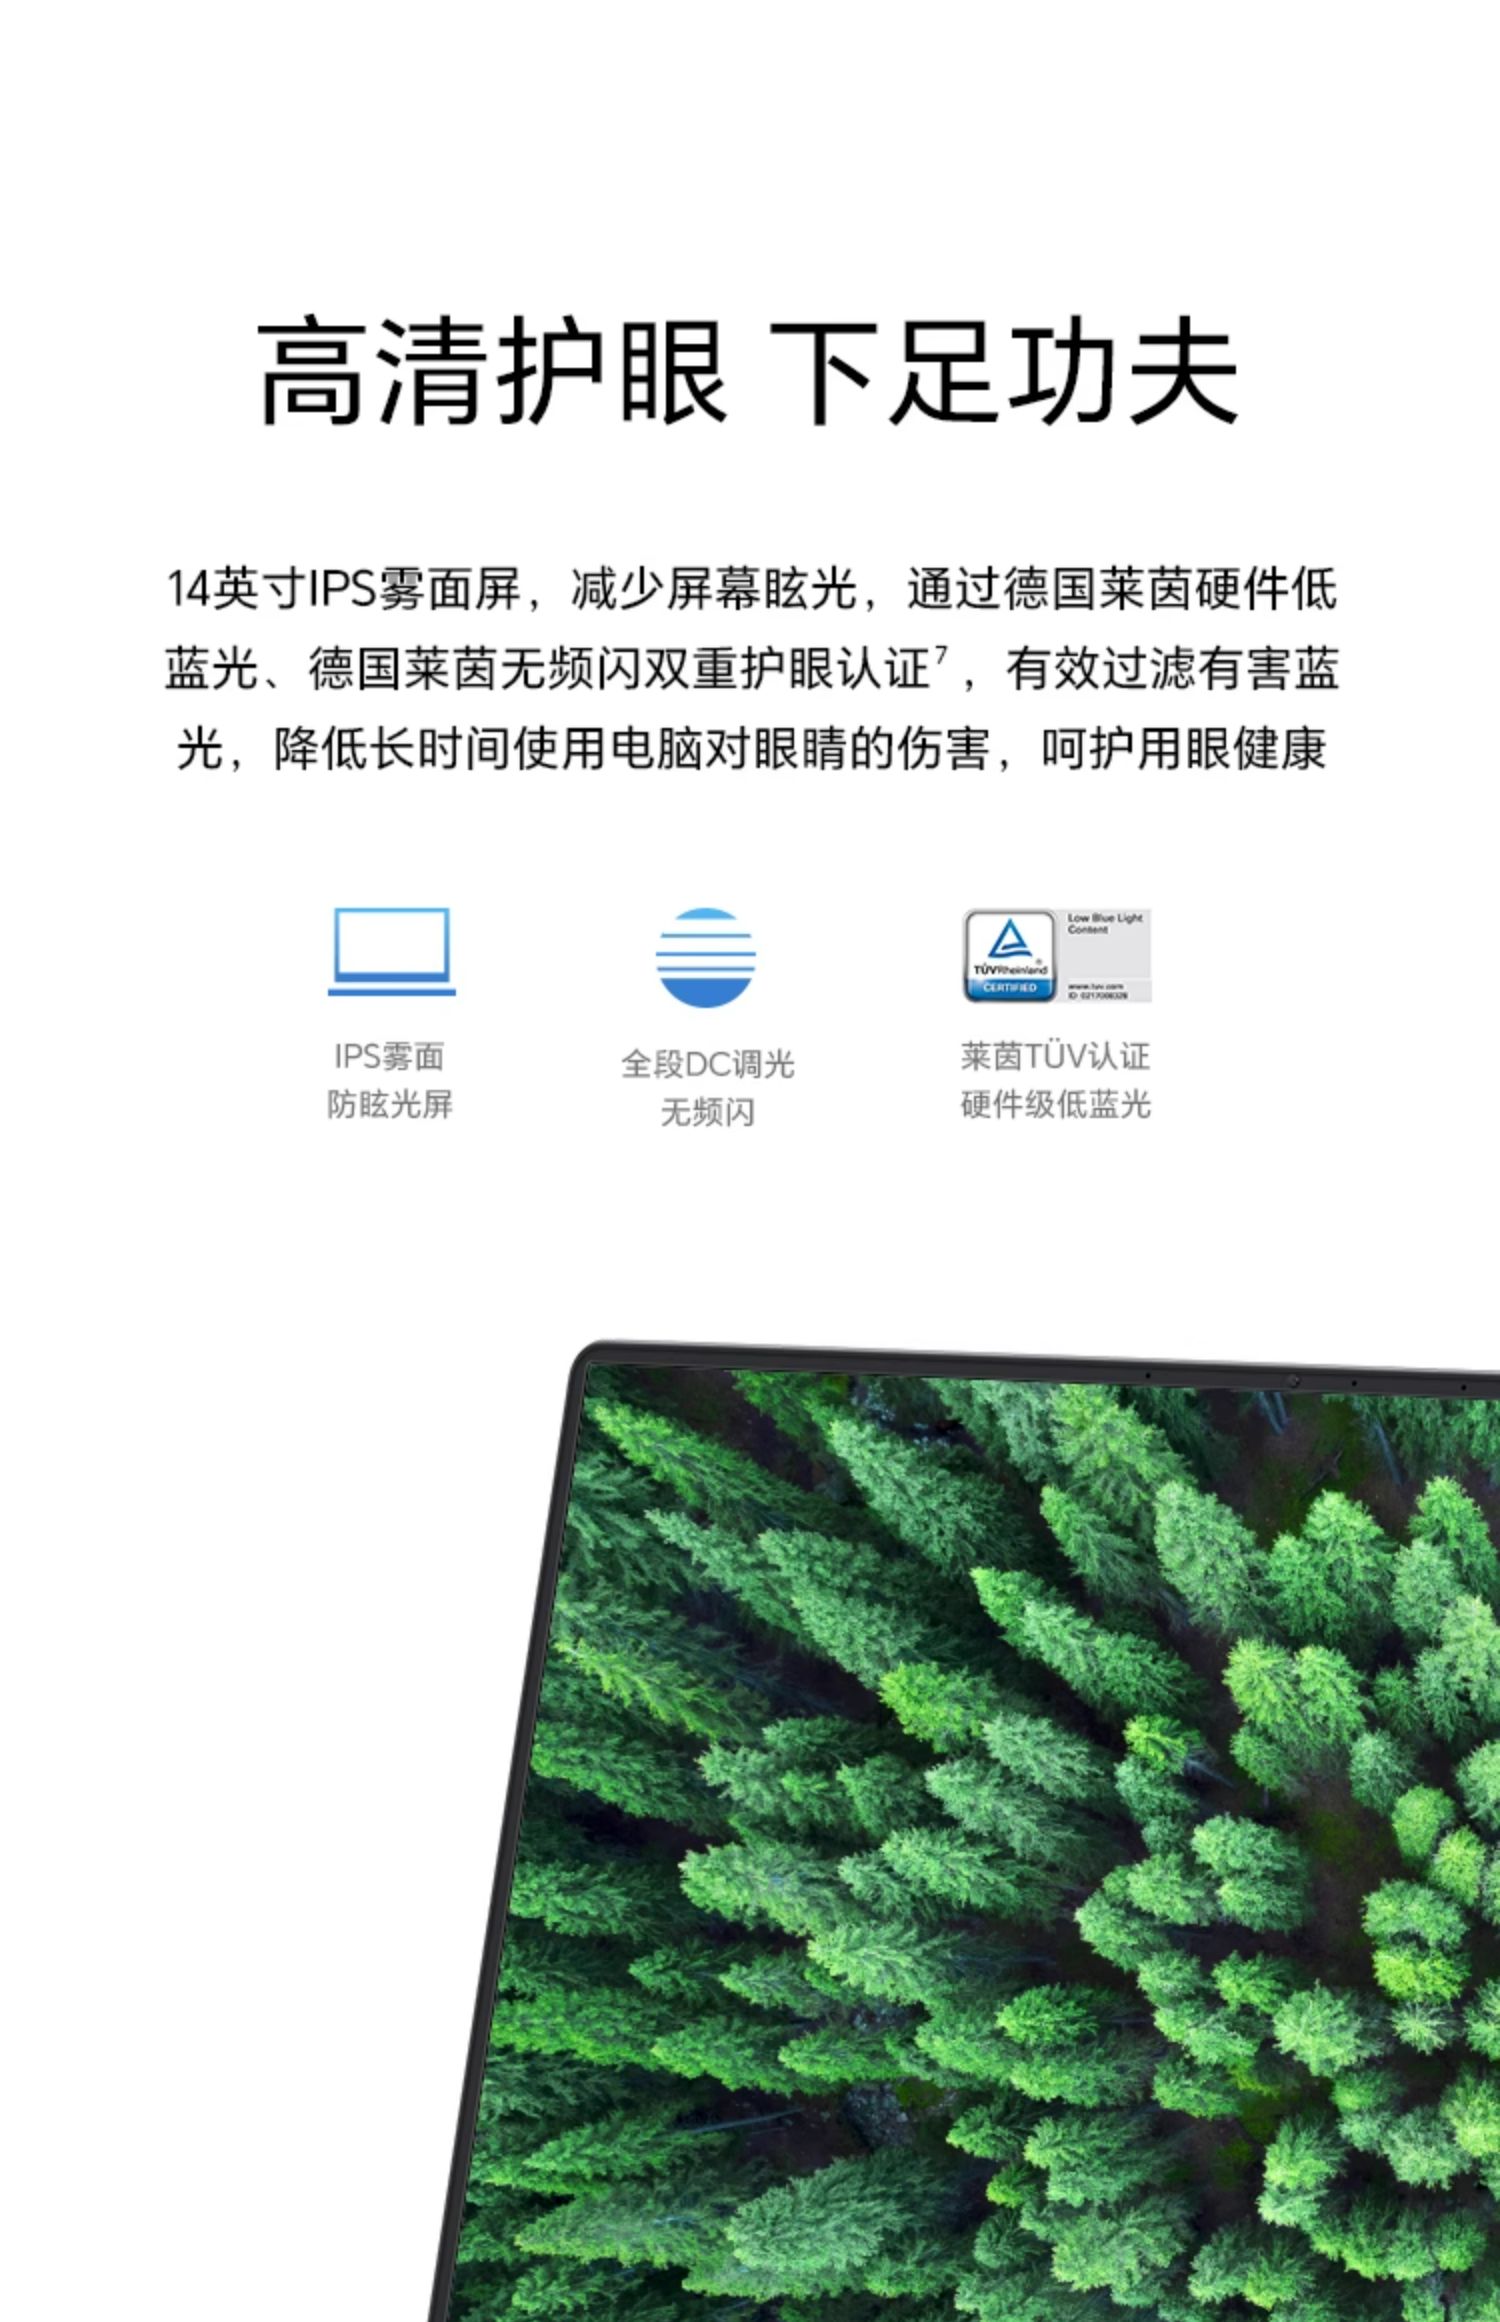 高清护眼 下足功夫
14英寸IPS雾面屏，减少屏幕眩光，通过德国莱茵硬件低
蓝光、德国莱茵无频闪双重护眼认证7，有效过滤有害蓝
光，降低长时间使用电脑对眼睛的伤害，呵护用眼健康
Low Blue Light
Content
TÜVRheinland®
CERTIFIED
www.tuv.com
IPS雾面
防眩光屏
全段DC调光
无频闪
莱茵TÜV认证
硬件级低蓝光